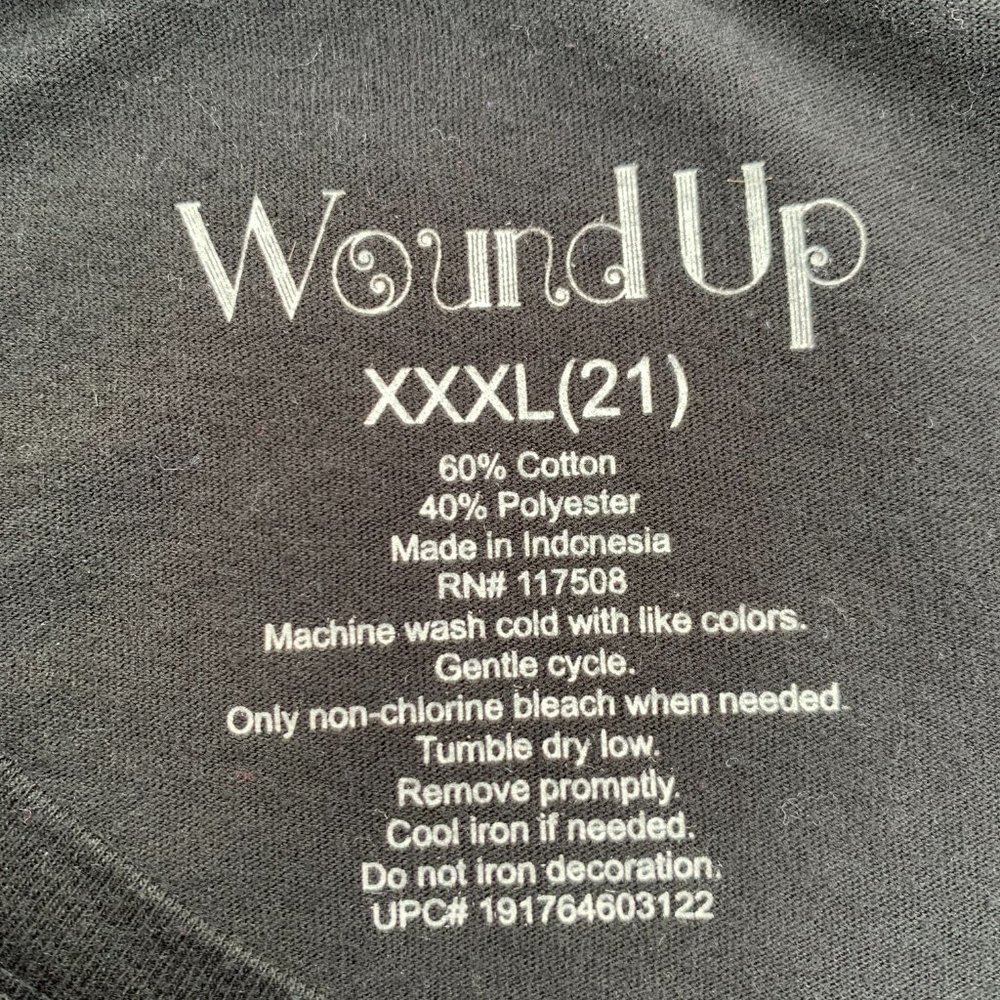 Wound Up
XXXL(21)
60% Cotton
40% Polyester
Made in Indonesia
RN# 117508
Machine wash cold with like colors.
Gentle cycle.
Only non-chlorine bleach when needed.
Tumble dry low.
Remove promptly.
Cool iron if needed.
Do not iron decoration.
UPC# 191764603122